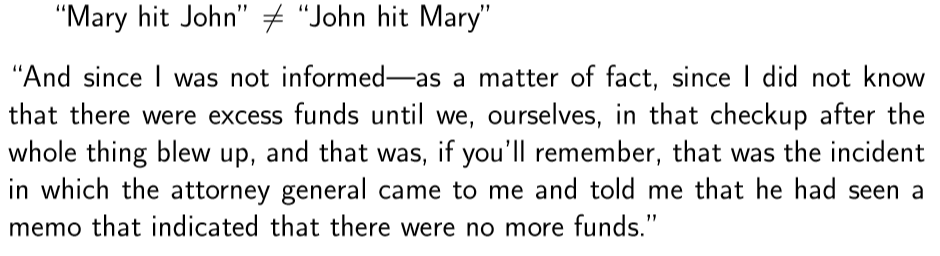 “Mary hit John” ≠ “John hit Mary”
“And since I was not informed—as a matter of fact, since I did not know
that there were excess funds until we, ourselves, in that checkup after the
whole thing blew up, and that was, if you’ll remember, that was the incident
in which the attorney general came to me and told me that he had seen a
memo that indicated that there were no more funds.”